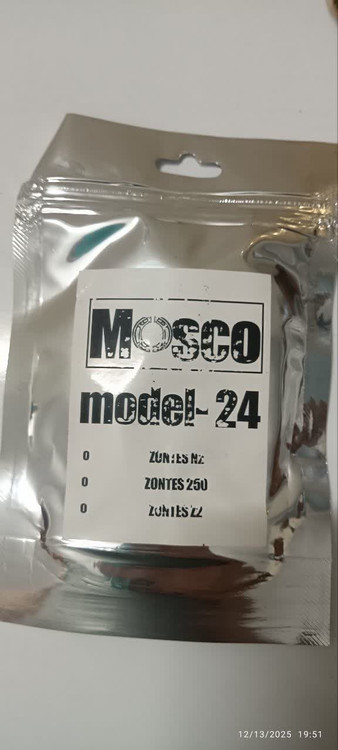 Mosco
model-24
0 ZONTES NZ
0 ZONTES 250
0 ZONTES ZZ
12/13/2025 19:51